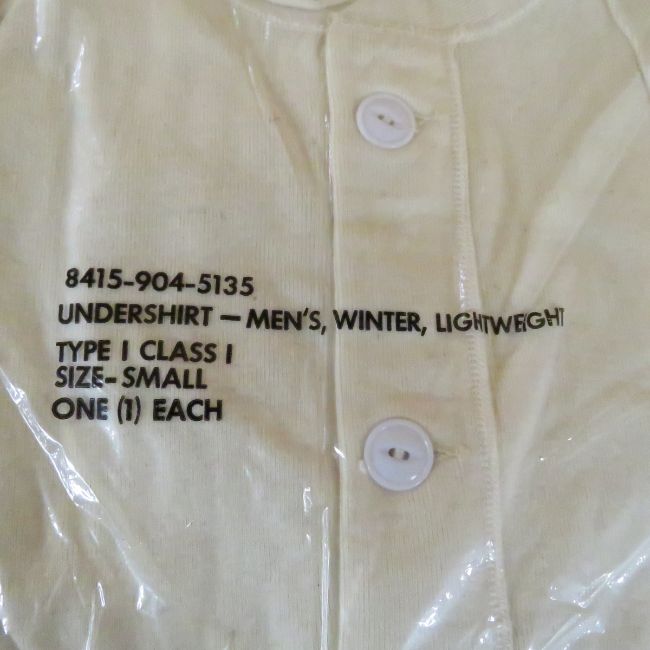 8415-904-5135
UNDERSHIRT — MEN'S, WINTER, LIGHTWEIGHT
TYPE I CLASS I
SIZE- SMALL
ONE (1) EACH